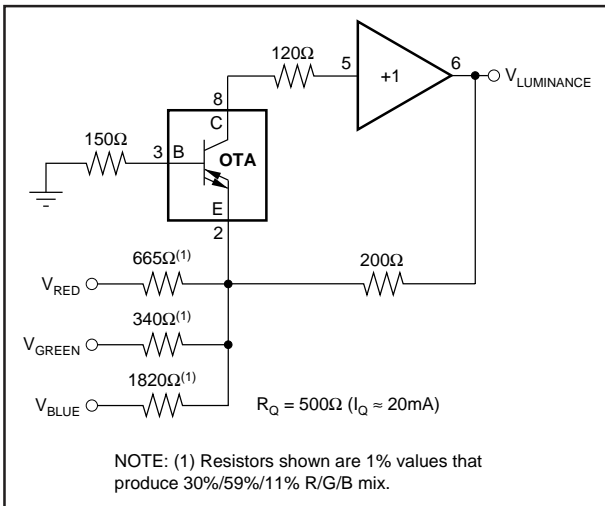 120Ω
5
+1
6
V_LUMINANCE
8
C
150Ω
3
B
OTA
E
2
665Ω(1)
200Ω
V_RED
340Ω(1)
V_GREEN
1820Ω(1)
V_BLUE
R_Q = 500Ω (I_Q ≈ 20mA)
NOTE: (1) Resistors shown are 1% values that
produce 30%/59%/11% R/G/B mix.